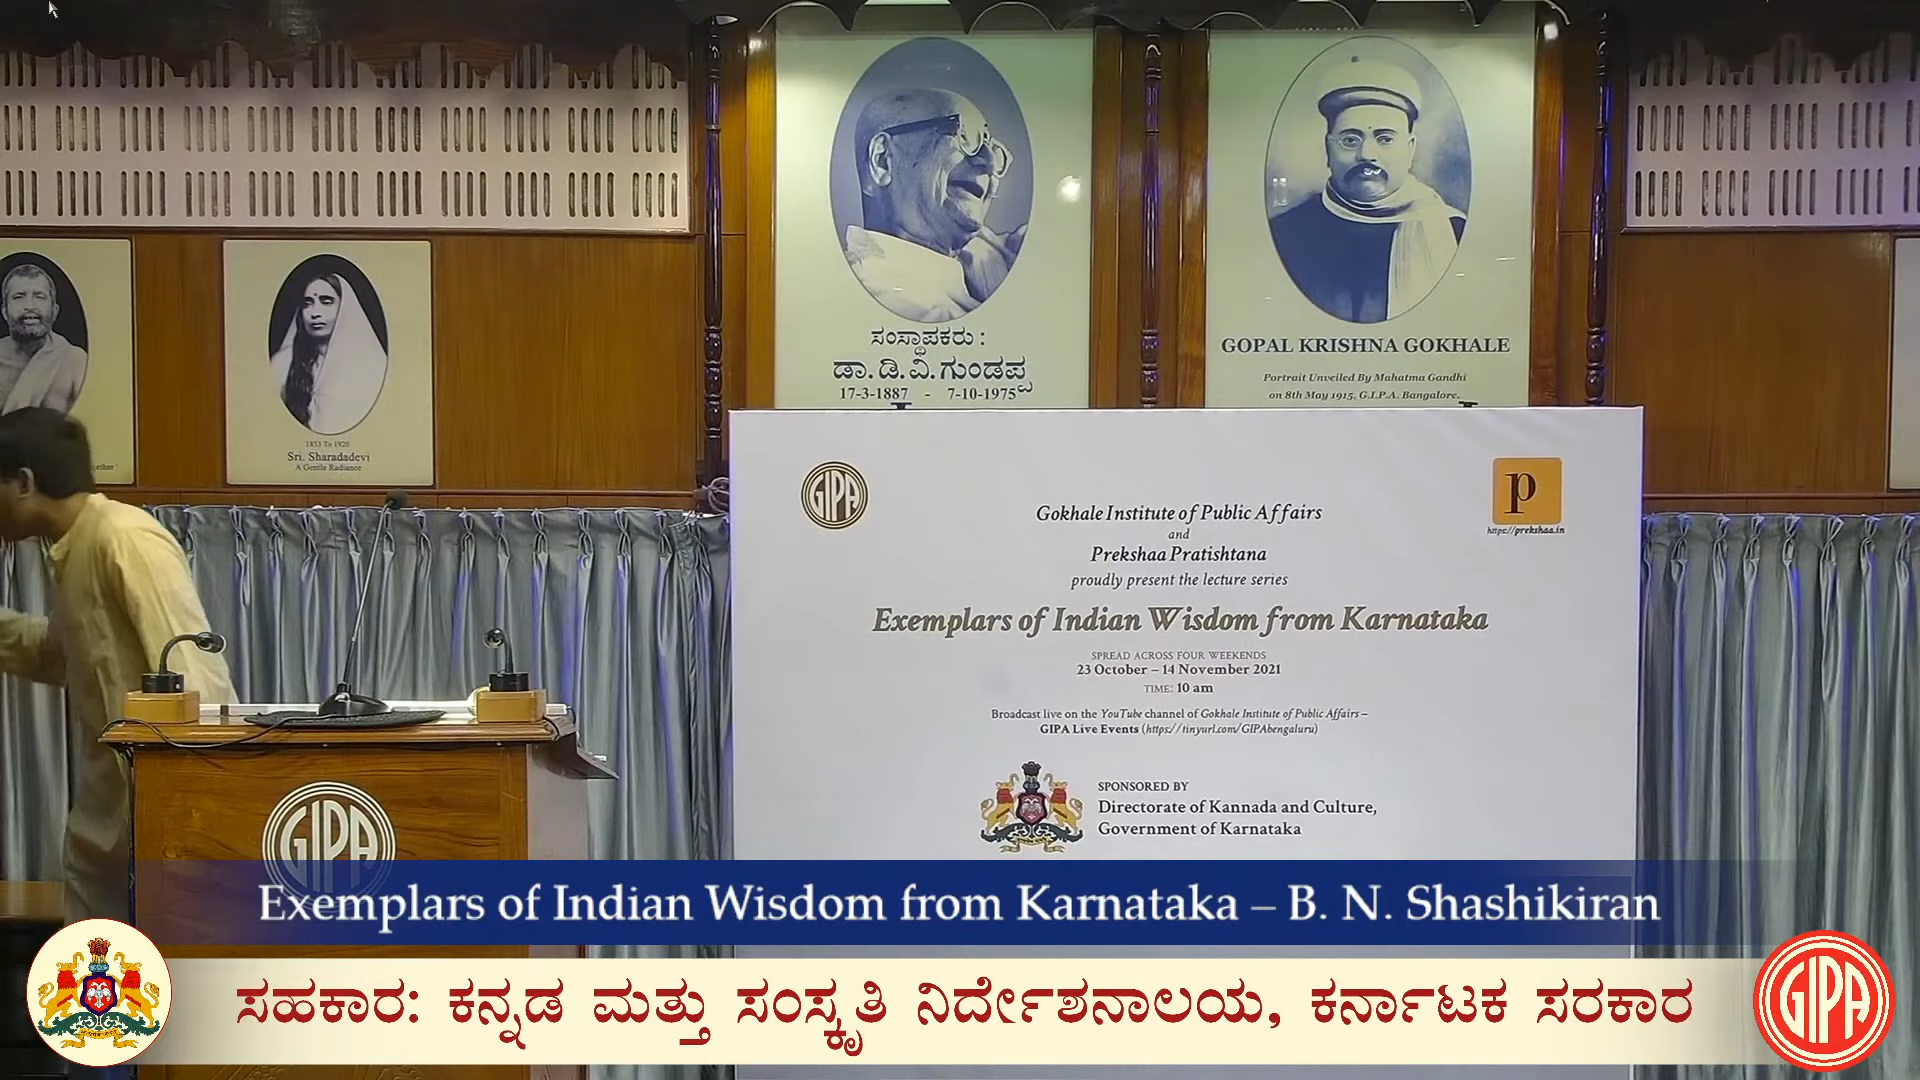 ಸಂಸ್ಥಾಪಕರು :
ಡಾ. ಡಿ. ವಿ. ಗುಂಡಪ್ಪ
17-3-1887 - 7-10-1975
GOPAL KRISHNA GOKHALE
Portrait Unveiled By Mahatma Gandhi
on 8th May 1915, G.I.P.A. Bangalore.
1853 To 1920
Sri. Sharadadevi
A Gentle Radiance
GIPA
p
https://prekshaa.in
Gokhale Institute of Public Affairs
and
Prekshaa Pratishtana
proudly present the lecture series
Exemplars of Indian Wisdom from Karnataka
SPREAD ACROSS FOUR WEEKENDS
23 October – 14 November 2021
TIME: 10 am
Broadcast live on the YouTube channel of Gokhale Institute of Public Affairs –
GIPA Live Events (https://tinyurl.com/GIPAbengaluru)
SPONSORED BY
Directorate of Kannada and Culture,
Government of Karnataka
GIPA
Exemplars of Indian Wisdom from Karnataka – B. N. Shashikiran
ಸಹಕಾರ: ಕನ್ನಡ ಮತ್ತು ಸಂಸ್ಕೃತಿ ನಿರ್ದೇಶನಾಲಯ, ಕರ್ನಾಟಕ ಸರಕಾರ
GIPA